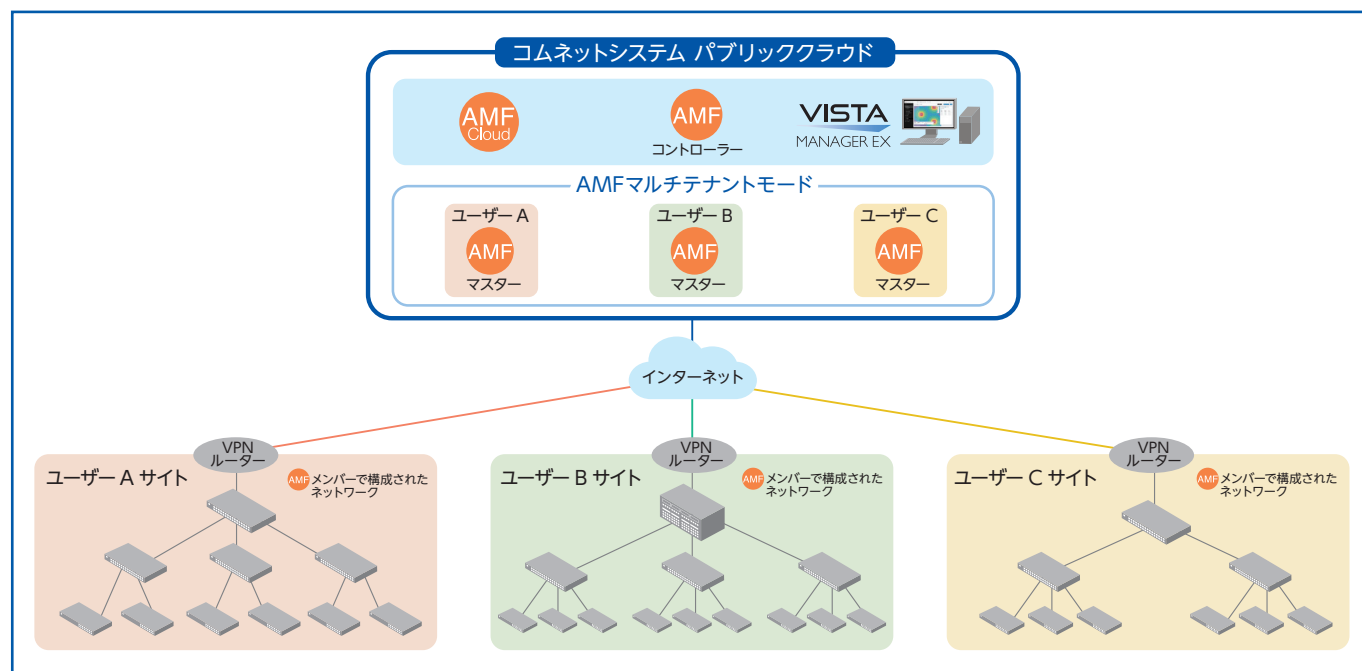 コムネットシステム パブリッククラウド
AMF
Cloud
AMF
コントローラー
VISTA
MANAGER EX
AMFマルチテナントモード
ユーザー A
AMF
マスター
ユーザー B
AMF
マスター
ユーザー C
AMF
マスター
インターネット
VPN
ルーター
ユーザー A サイト
AMF メンバーで構成された
ネットワーク
VPN
ルーター
ユーザー B サイト
AMF メンバーで構成された
ネットワーク
VPN
ルーター
ユーザー C サイト
AMF メンバーで構成された
ネットワーク